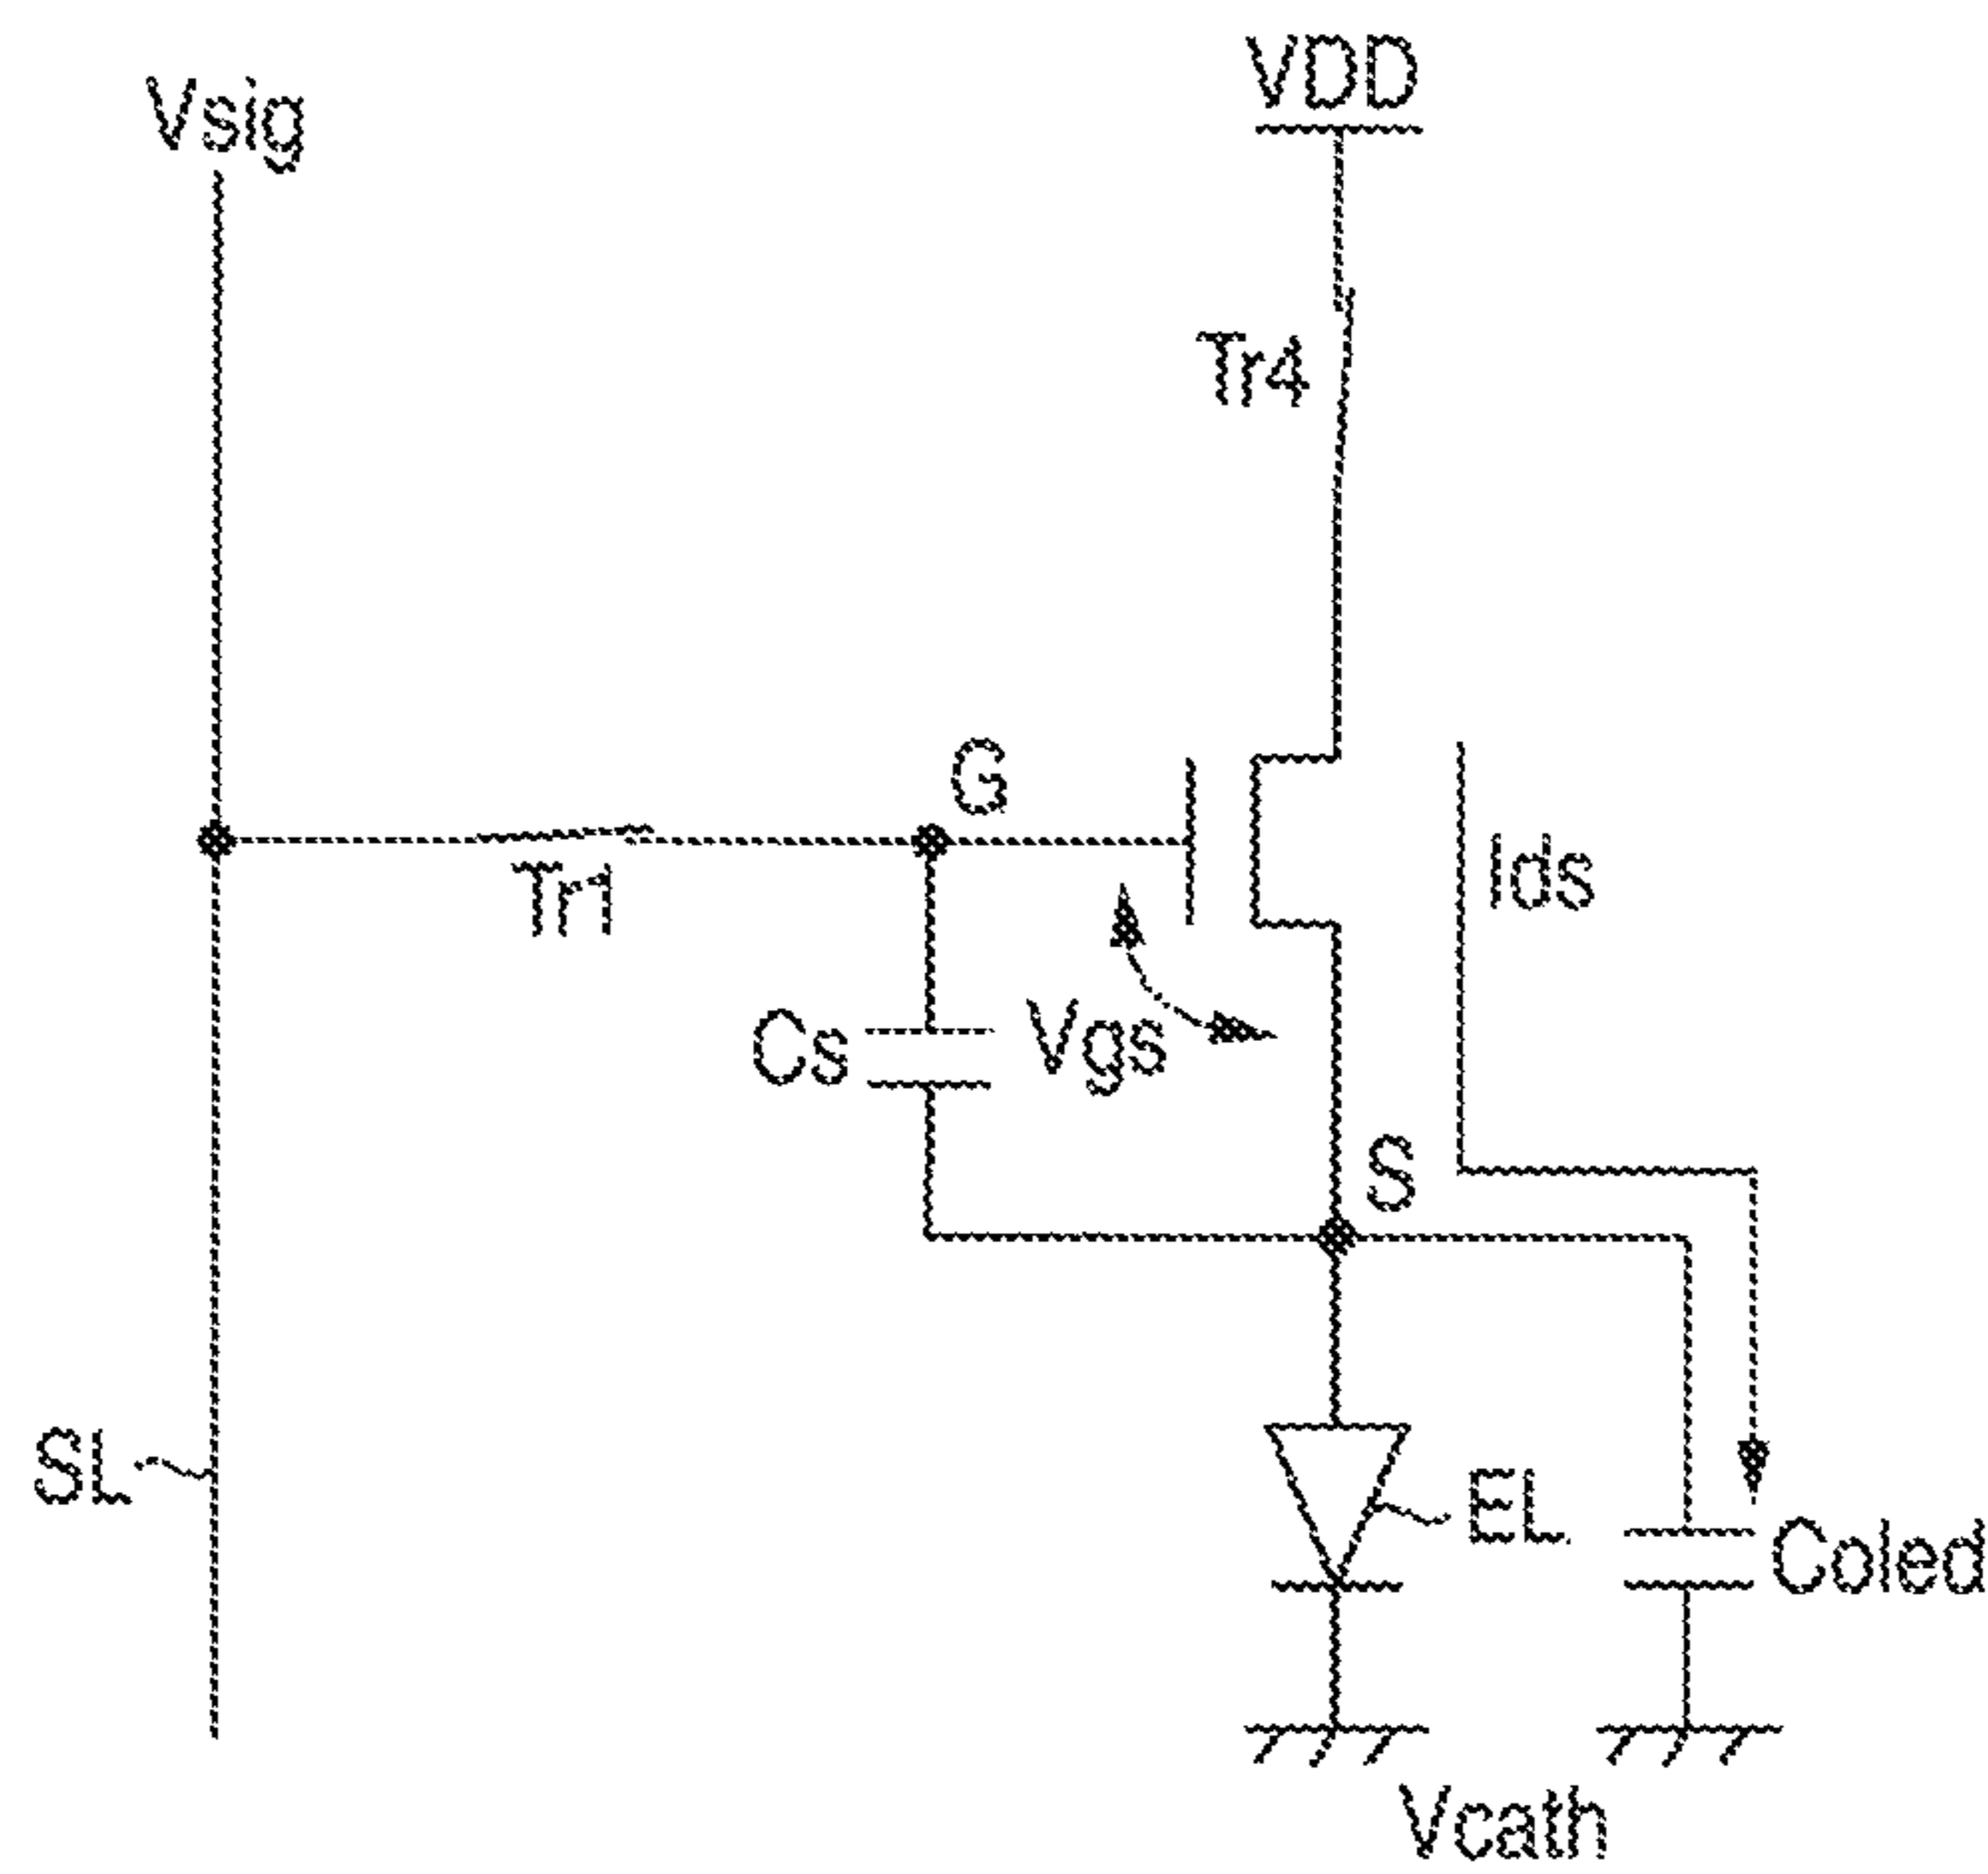 Vsig
VDD
Tr4
G
Tr1
Ids
Cs
Vgs
S
SL
EL
Coled
Vcath